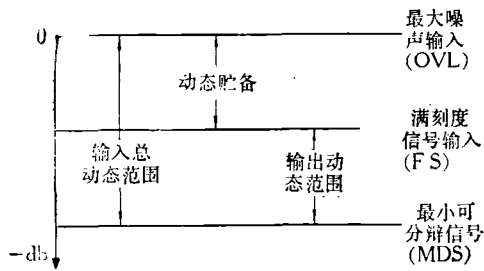 0
最大噪
声输入
(OVL)
动态贮备
满刻度
信号输入
(FS)
输入总
动态范围
输出动
态范围
最小可
分辩信号
(MDS)
-db